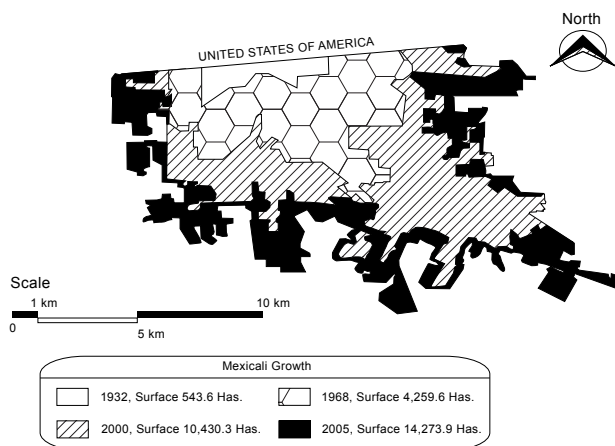 North
UNITED STATES OF AMERICA
Scale
1 km
10 km
0
5 km
Mexicali Growth
1932, Surface 543.6 Has.
1968, Surface 4,259.6 Has.
2000, Surface 10,430.3 Has.
2005, Surface 14,273.9 Has.